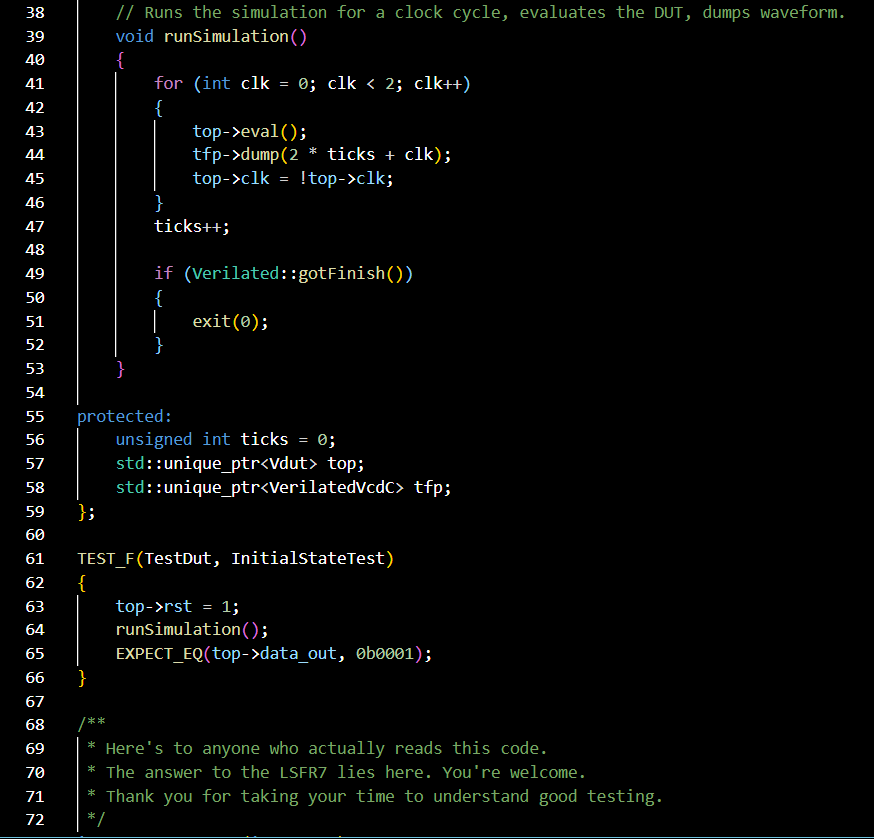 38 // Runs the simulation for a clock cycle, evaluates the DUT, dumps waveform.
39 void runSimulation()
40 {
41 for (int clk = 0; clk < 2; clk++)
42 {
43 top->eval();
44 tfp->dump(2 * ticks + clk);
45 top->clk = !top->clk;
46 }
47 ticks++;
48
49 if (Verilated::gotFinish())
50 {
51 exit(0);
52 }
53 }
54
55 protected:
56 unsigned int ticks = 0;
57 std::unique_ptr<Vdut> top;
58 std::unique_ptr<VerilatedVcdC> tfp;
59 };
60
61 TEST_F(TestDut, InitialStateTest)
62 {
63 top->rst = 1;
64 runSimulation();
65 EXPECT_EQ(top->data_out, 0b0001);
66 }
67
68 /**
69 * Here's to anyone who actually reads this code.
70 * The answer to the LSFR7 lies here. You're welcome.
71 * Thank you for taking your time to understand good testing.
72 */